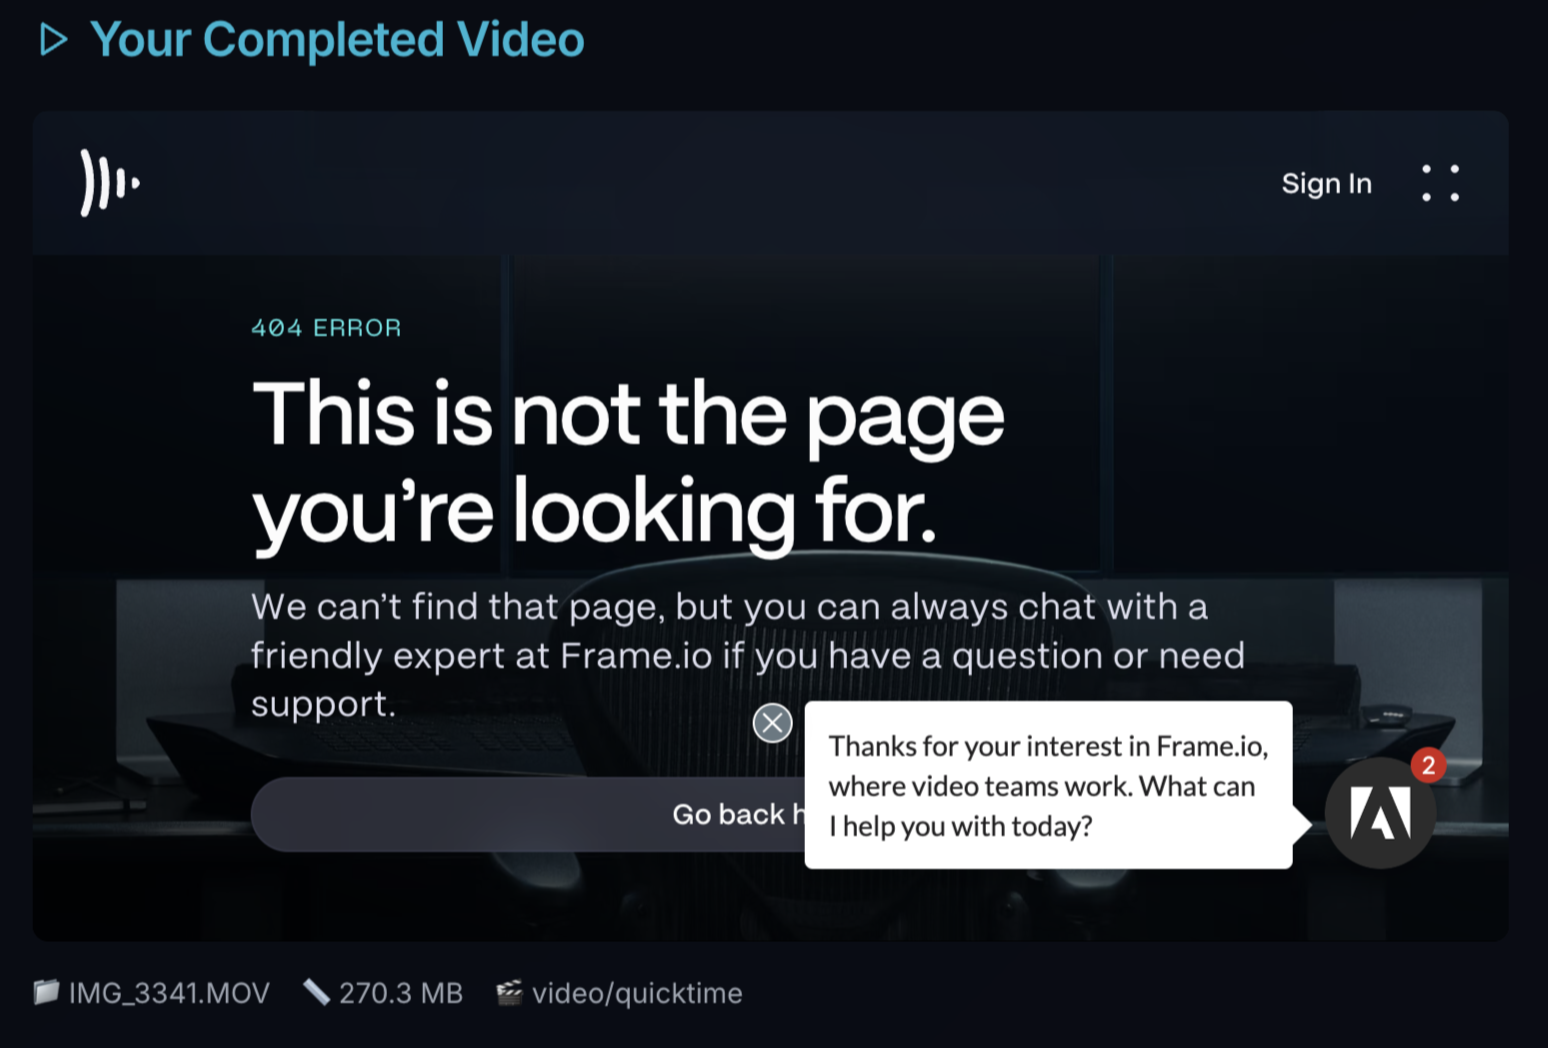 Your Completed Video
Sign In
404 ERROR
This is not the page
you're looking for.
We can't find that page, but you can always chat with a
friendly expert at Frame.io if you have a question or need
support.
Go back h
Thanks for your interest in Frame.io,
where video teams work. What can
I help you with today?
2
IMG_3341.MOV 270.3 MB video/quicktime